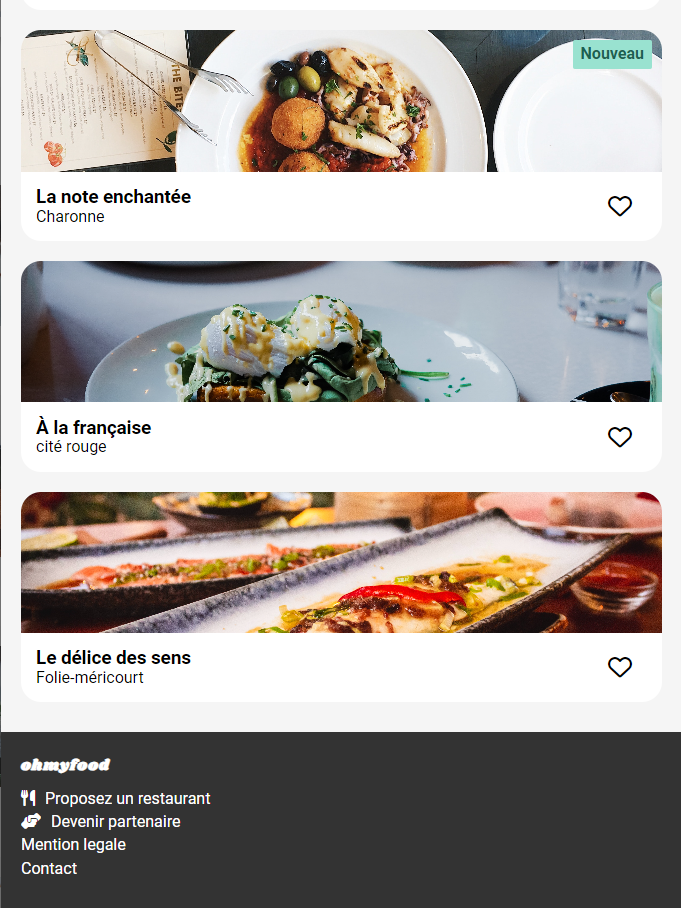 Nouveau
La note enchantée
Charonne
À la française
cité rouge
Le délice des sens
Folie-méricourt
ohmyfood
Proposez un restaurant
Devenir partenaire
Mention legale
Contact